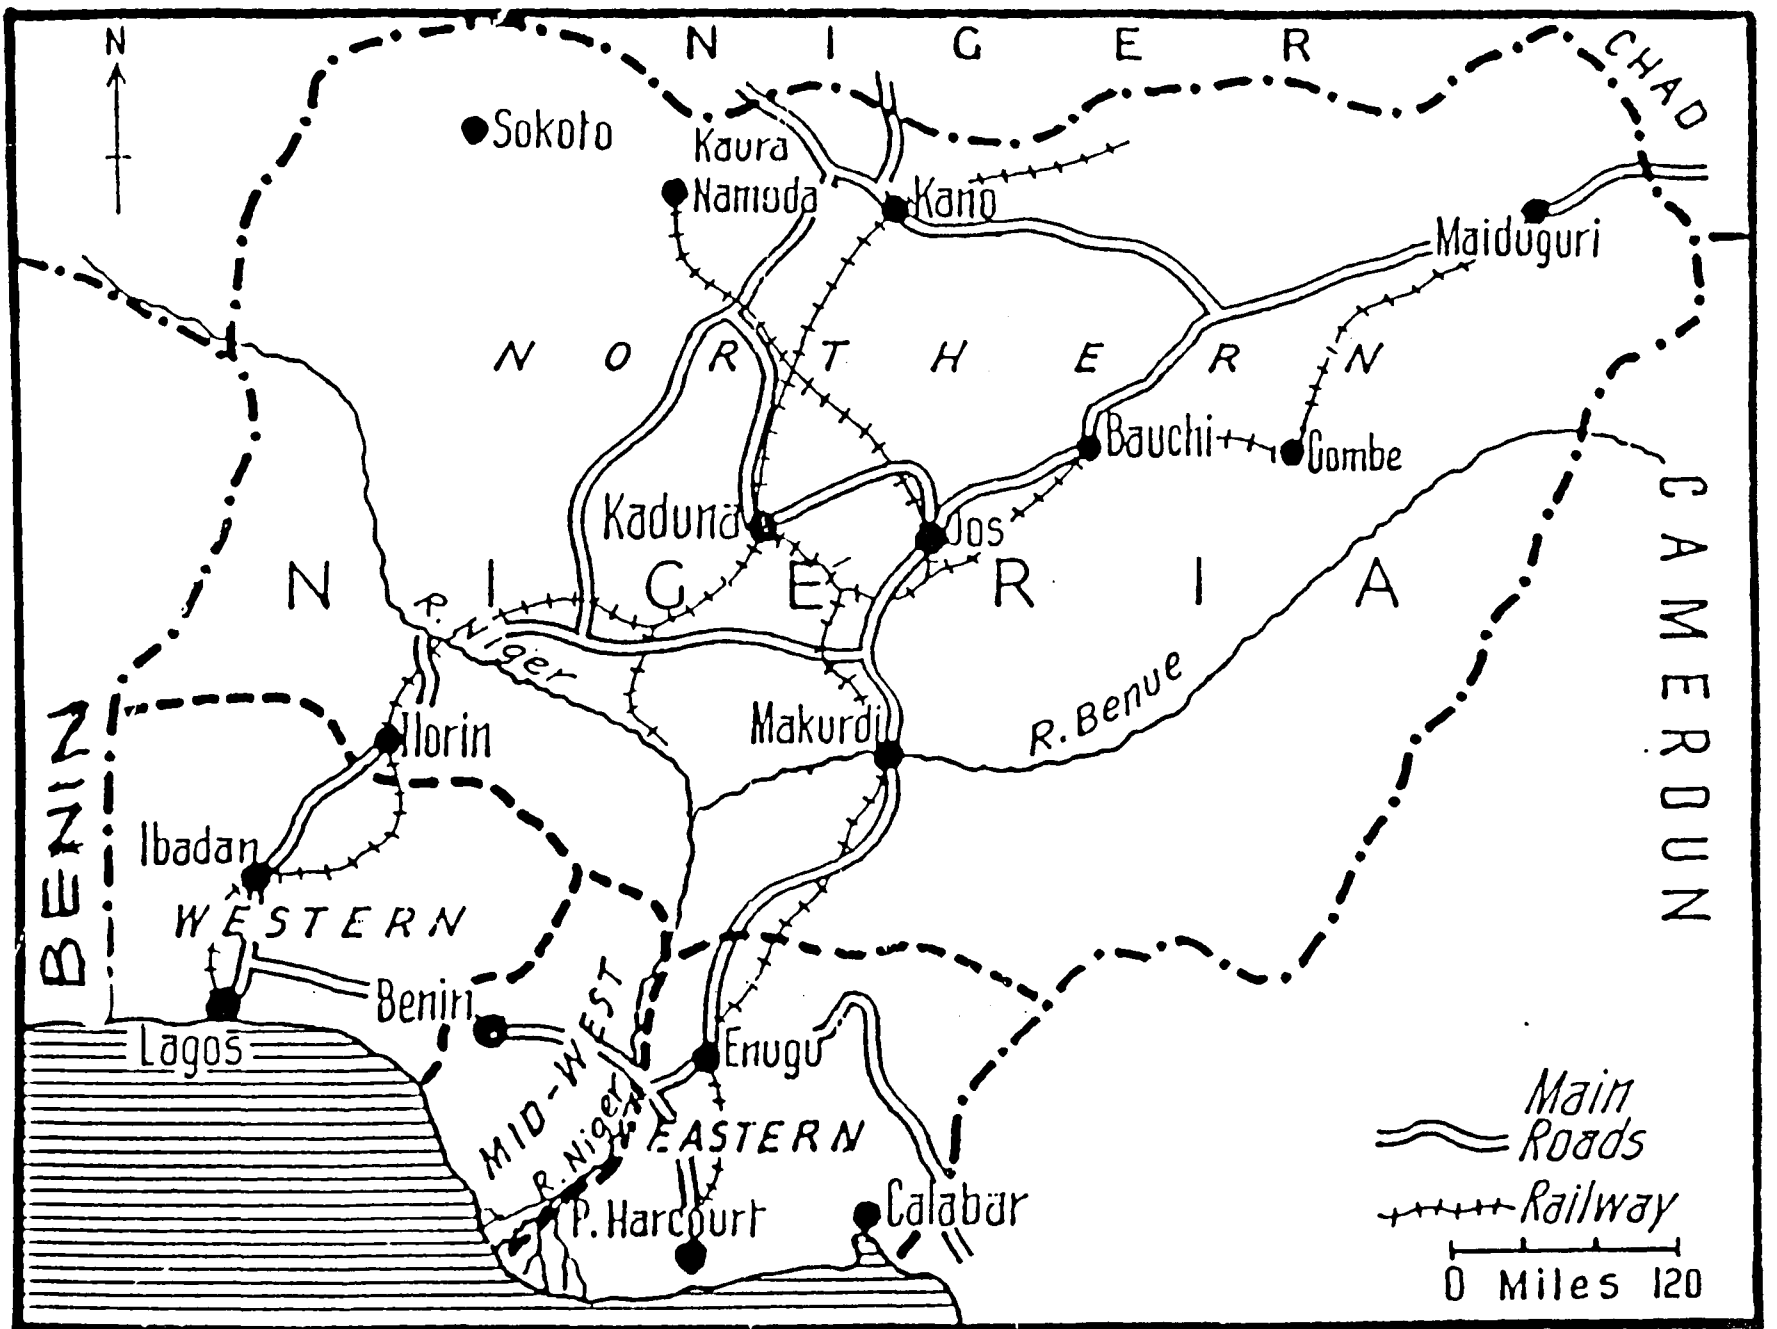 N
N I G E R
CHAD
Sokoto
Kaura
Namoda
Kano
Maiduguri
N O R T H E R N
Bauchi
Gombe
Kaduna
Jos
N I G E R I A
R. Niger
CAMEROUN
R. Benue
Makurdi
Ilorin
BENIN
Ibadan
WESTERN
Benin
MID-WEST
Lagos
Enugu
R. Niger
EASTERN
P. Harcourt
Calabar
Main
Roads
Railway
0 Miles 120